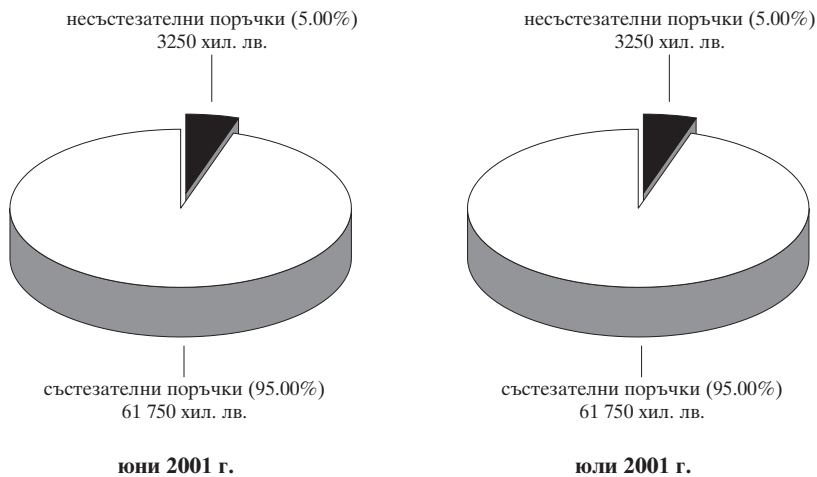 несъстезателни поръчки (5.00%)
3250 хил. лв.
състезателни поръчки (95.00%)
61 750 хил. лв.
юни 2001 г.
несъстезателни поръчки (5.00%)
3250 хил. лв.
състезателни поръчки (95.00%)
61 750 хил. лв.
юли 2001 г.